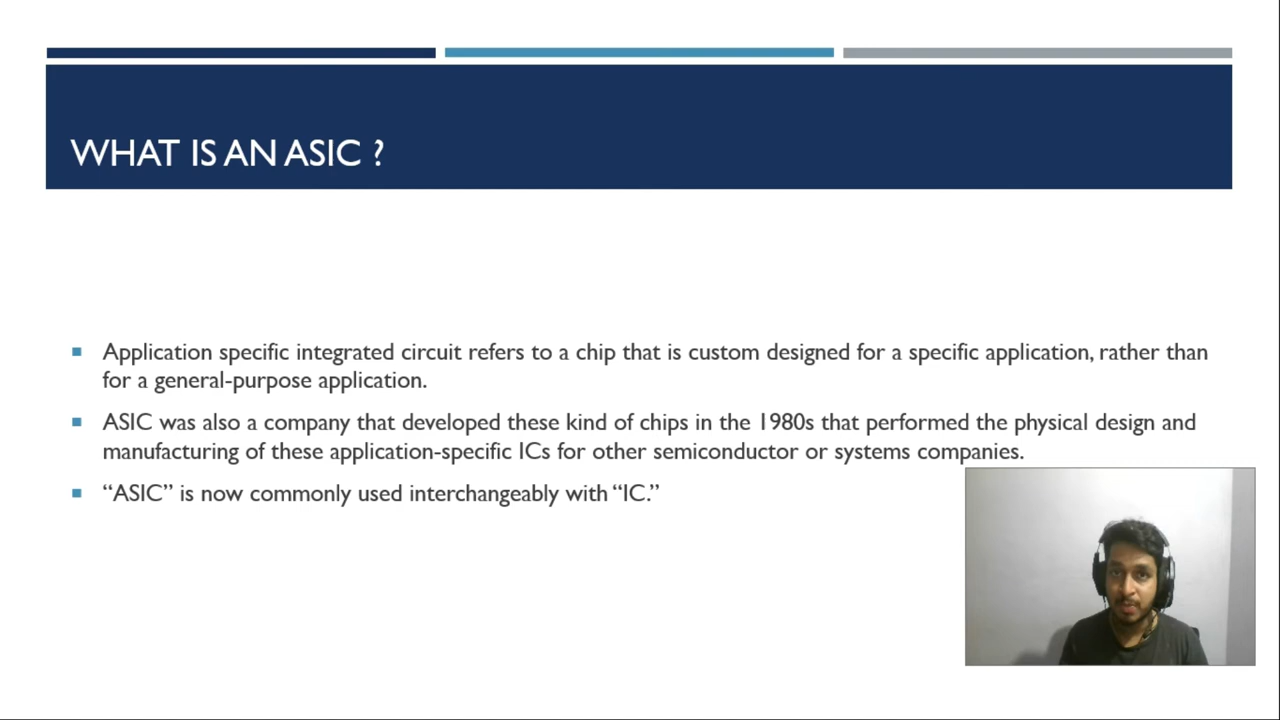 WHAT IS AN ASIC ?
Application specific integrated circuit refers to a chip that is custom designed for a specific application, rather than
for a general-purpose application.
ASIC was also a company that developed these kind of chips in the 1980s that performed the physical design and
manufacturing of these application-specific ICs for other semiconductor or systems companies.
“ASIC” is now commonly used interchangeably with “IC.”